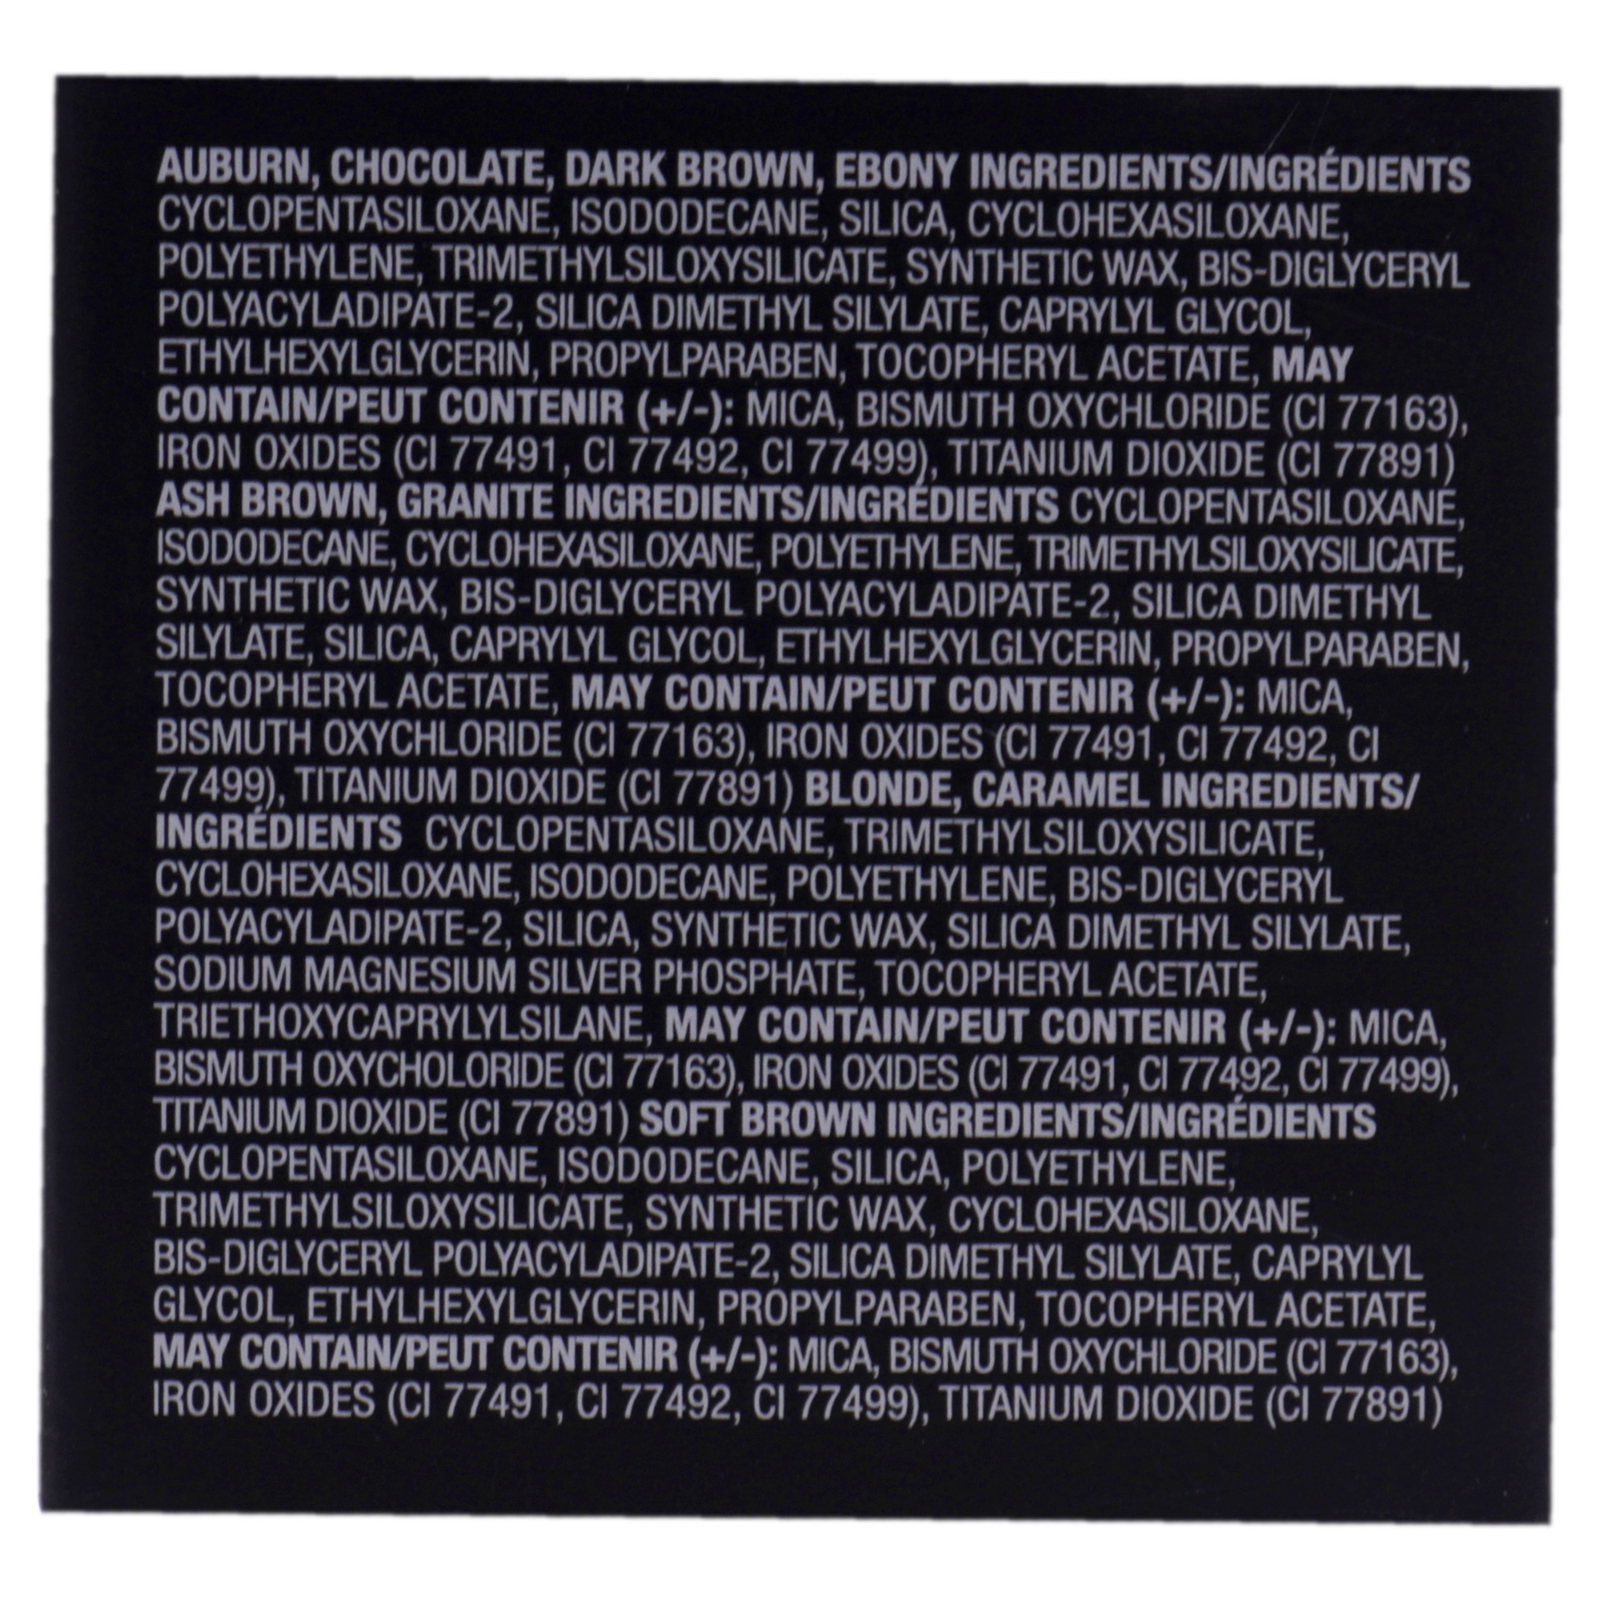 AUBURN, CHOCOLATE, DARK BROWN, EBONY INGREDIENTS/INGRÉDIENTS
CYCLOPENTASILOXANE, ISODODECANE, SILICA, CYCLOHEXASILOXANE,
POLYETHYLENE, TRIMETHYLSILOXYSILICATE, SYNTHETIC WAX, BIS-DIGLYCERYL
POLYACYLADIPATE-2, SILICA DIMETHYL SILYLATE, CAPRYLYL GLYCOL,
ETHYLHEXYLGLYCERIN, PROPYLPARABEN, TOCOPHERYL ACETATE, MAY
CONTAIN/PEUT CONTENIR (+/-): MICA, BISMUTH OXYCHLORIDE (CI 77163),
IRON OXIDES (CI 77491, CI 77492, CI 77499), TITANIUM DIOXIDE (CI 77891)
ASH BROWN, GRANITE INGREDIENTS/INGRÉDIENTS CYCLOPENTASILOXANE,
ISODODECANE, CYCLOHEXASILOXANE, POLYETHYLENE, TRIMETHYLSILOXYSILICATE,
SYNTHETIC WAX, BIS-DIGLYCERYL POLYACYLADIPATE-2, SILICA DIMETHYL
SILYLATE, SILICA, CAPRYLYL GLYCOL, ETHYLHEXYLGLYCERIN, PROPYLPARABEN,
TOCOPHERYL ACETATE, MAY CONTAIN/PEUT CONTENIR (+/-): MICA,
BISMUTH OXYCHLORIDE (CI 77163), IRON OXIDES (CI 77491, CI 77492, CI
77499), TITANIUM DIOXIDE (CI 77891) BLONDE, CARAMEL INGREDIENTS/
INGRÉDIENTS CYCLOPENTASILOXANE, TRIMETHYLSILOXYSILICATE,
CYCLOHEXASILOXANE, ISODODECANE, POLYETHYLENE, BIS-DIGLYCERYL
POLYACYLADIPATE-2, SILICA, SYNTHETIC WAX, SILICA DIMETHYL SILYLATE,
SODIUM MAGNESIUM SILVER PHOSPHATE, TOCOPHERYL ACETATE,
TRIETHOXYCAPRYLYLSILANE, MAY CONTAIN/PEUT CONTENIR (+/-): MICA,
BISMUTH OXYCHOLORIDE (CI 77163), IRON OXIDES (CI 77491, CI 77492, CI 77499),
TITANIUM DIOXIDE (CI 77891) SOFT BROWN INGREDIENTS/INGRÉDIENTS
CYCLOPENTASILOXANE, ISODODECANE, SILICA, POLYETHYLENE,
TRIMETHYLSILOXYSILICATE, SYNTHETIC WAX, CYCLOHEXASILOXANE,
BIS-DIGLYCERYL POLYACYLADIPATE-2, SILICA DIMETHYL SILYLATE, CAPRYLYL
GLYCOL, ETHYLHEXYLGLYCERIN, PROPYLPARABEN, TOCOPHERYL ACETATE,
MAY CONTAIN/PEUT CONTENIR (+/-): MICA, BISMUTH OXYCHLORIDE (CI 77163),
IRON OXIDES (CI 77491, CI 77492, CI 77499), TITANIUM DIOXIDE (CI 77891)